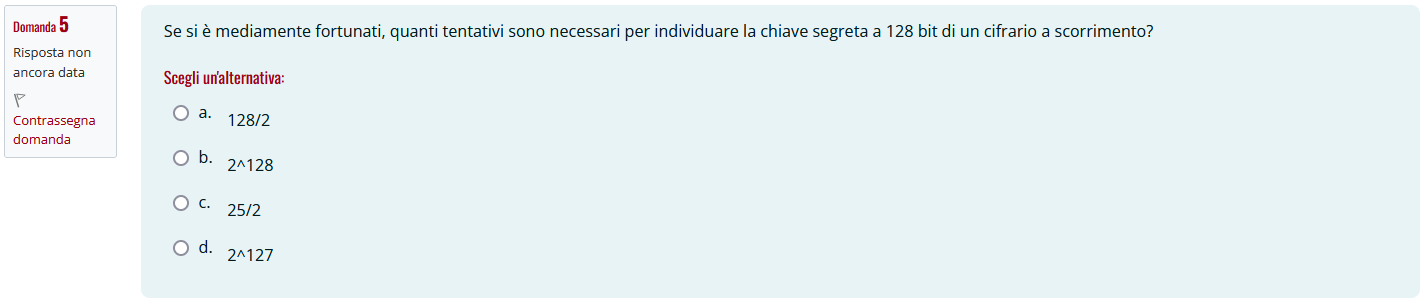 Domanda 5
Risposta non
ancora data
Contrassegna
domanda
Se si è mediamente fortunati, quanti tentativi sono necessari per individuare la chiave segreta a 128 bit di un cifrario a scorrimento?
Scegli un'alternativa:
a. 128/2
b. 2^128
c. 25/2
d. 2^127